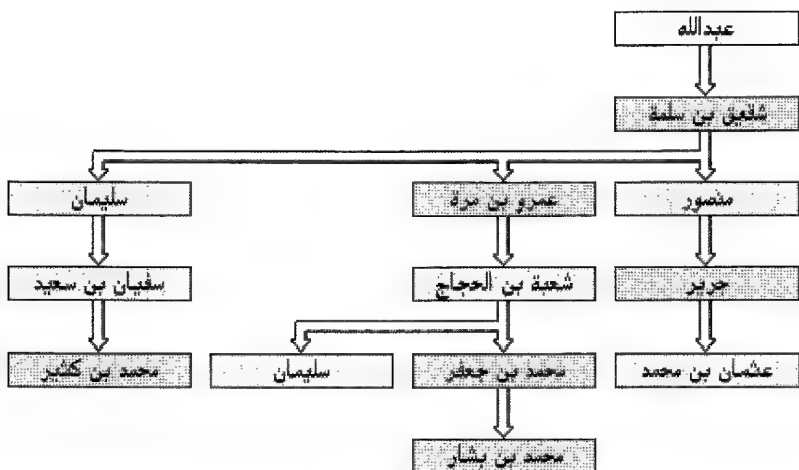 عبدالله
شقيق بن سلمة
منصور
عمرو بن مرة
سليمان
جرير
شعبة بن الحجاج
سفيان بن سعيد
عثمان بن محمد
محمد بن جعفر
سليمان
محمد بن كثير
محمد بن بشار